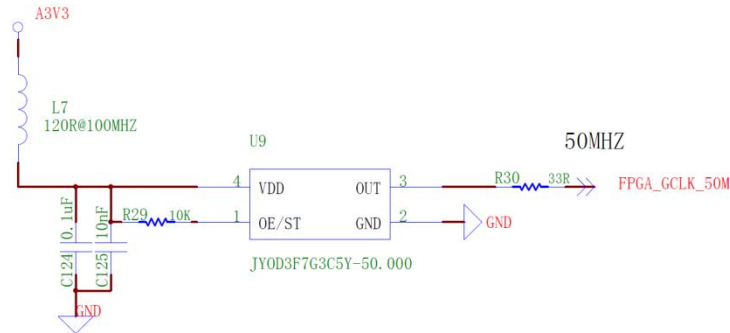 A3V3
L7
120R@100MHZ
U9
50MHZ
4 VDD OUT 3
R30 33R
FPGA_GCLK_50M
R29 10K
1 OE/ST GND 2
GND
C124 0.1uF
C125 10nF
JYOD3F7G3C5Y-50.000
GND